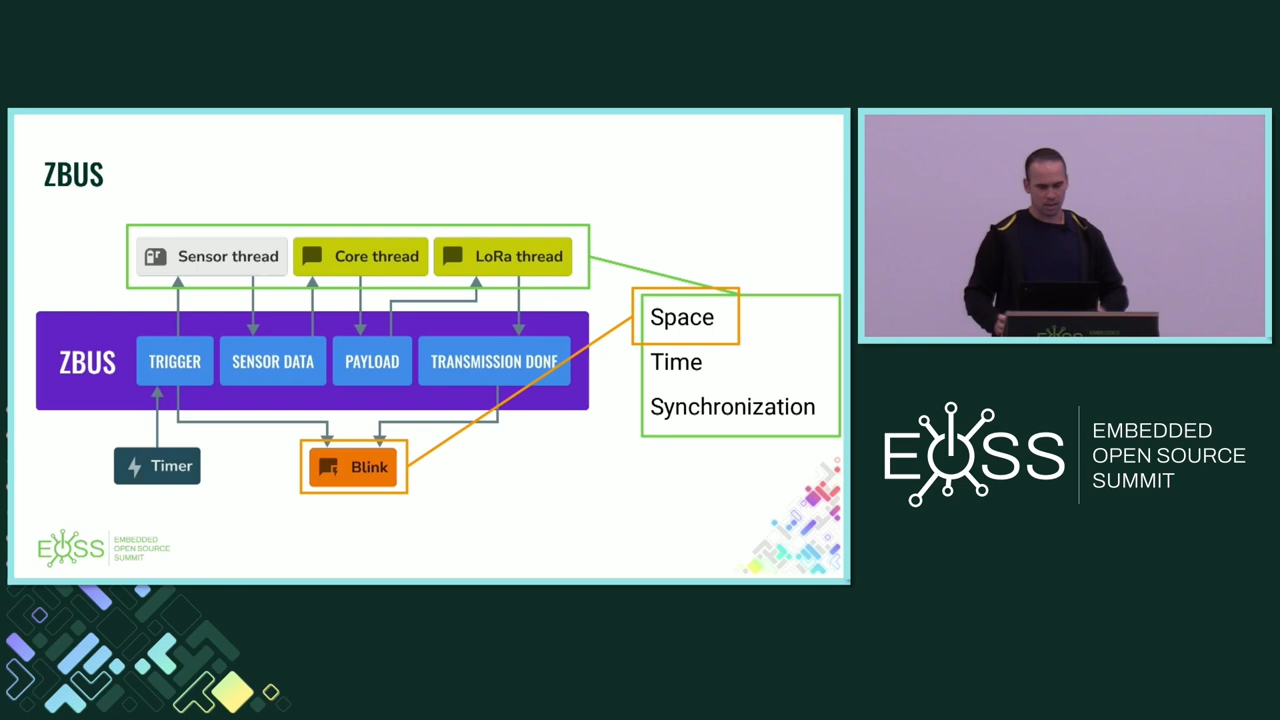 ZBUS
Sensor thread
Core thread
LoRa thread
ZBUS
TRIGGER
SENSOR DATA
PAYLOAD
TRANSMISSION DONE
Space
Time
Synchronization
Timer
Blink
EOSS
EMBEDDED
OPEN SOURCE
SUMMIT
EOSS
EMBEDDED
OPEN SOURCE
SUMMIT